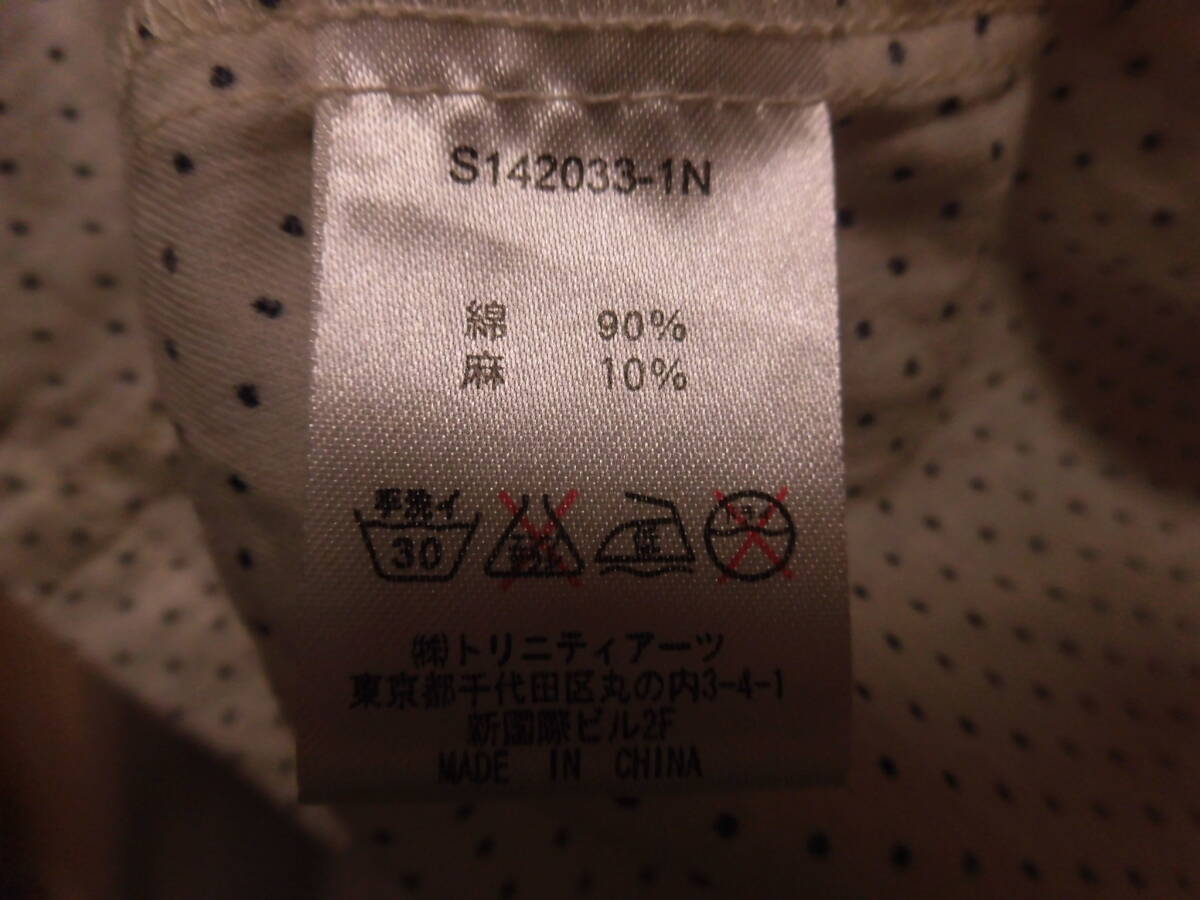 S142033-1N
綿 90%
麻 10%
手洗イ
30
㈱トリニティアーツ
東京都千代田区丸の内3-4-1
新国際ビル2F
MADE IN CHINA